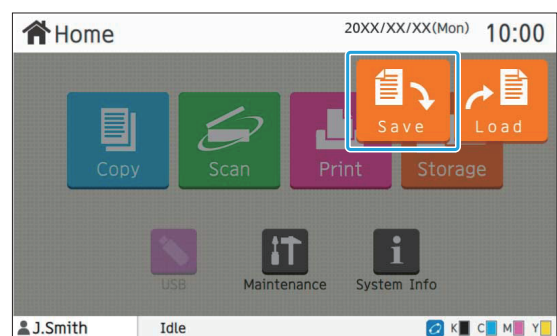 Home 20XX/XX/XX(Mon) 10:00
Save Load
Copy Scan Print Storage
USB Maintenance System Info
J.Smith Idle K C M Y